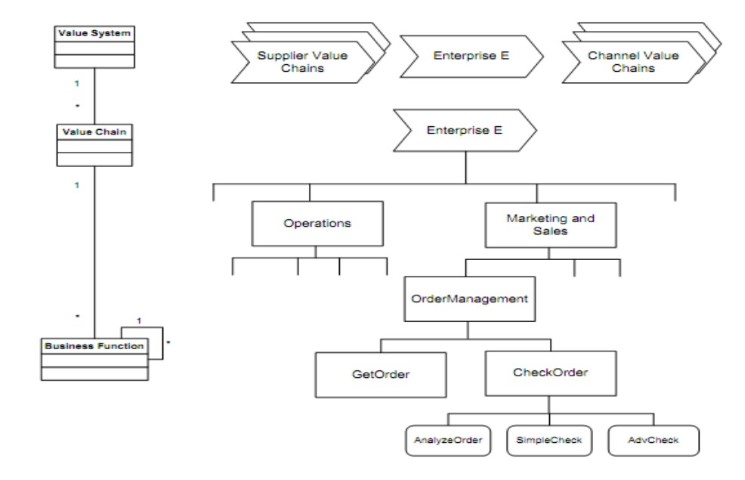 Value System
1
*
Value Chain
1
*
1
*
Business Function
Supplier Value
Chains
Enterprise E
Channel Value
Chains
Enterprise E
Operations
Marketing and
Sales
OrderManagement
GetOrder
CheckOrder
AnalyzeOrder
SimpleCheck
AdvCheck